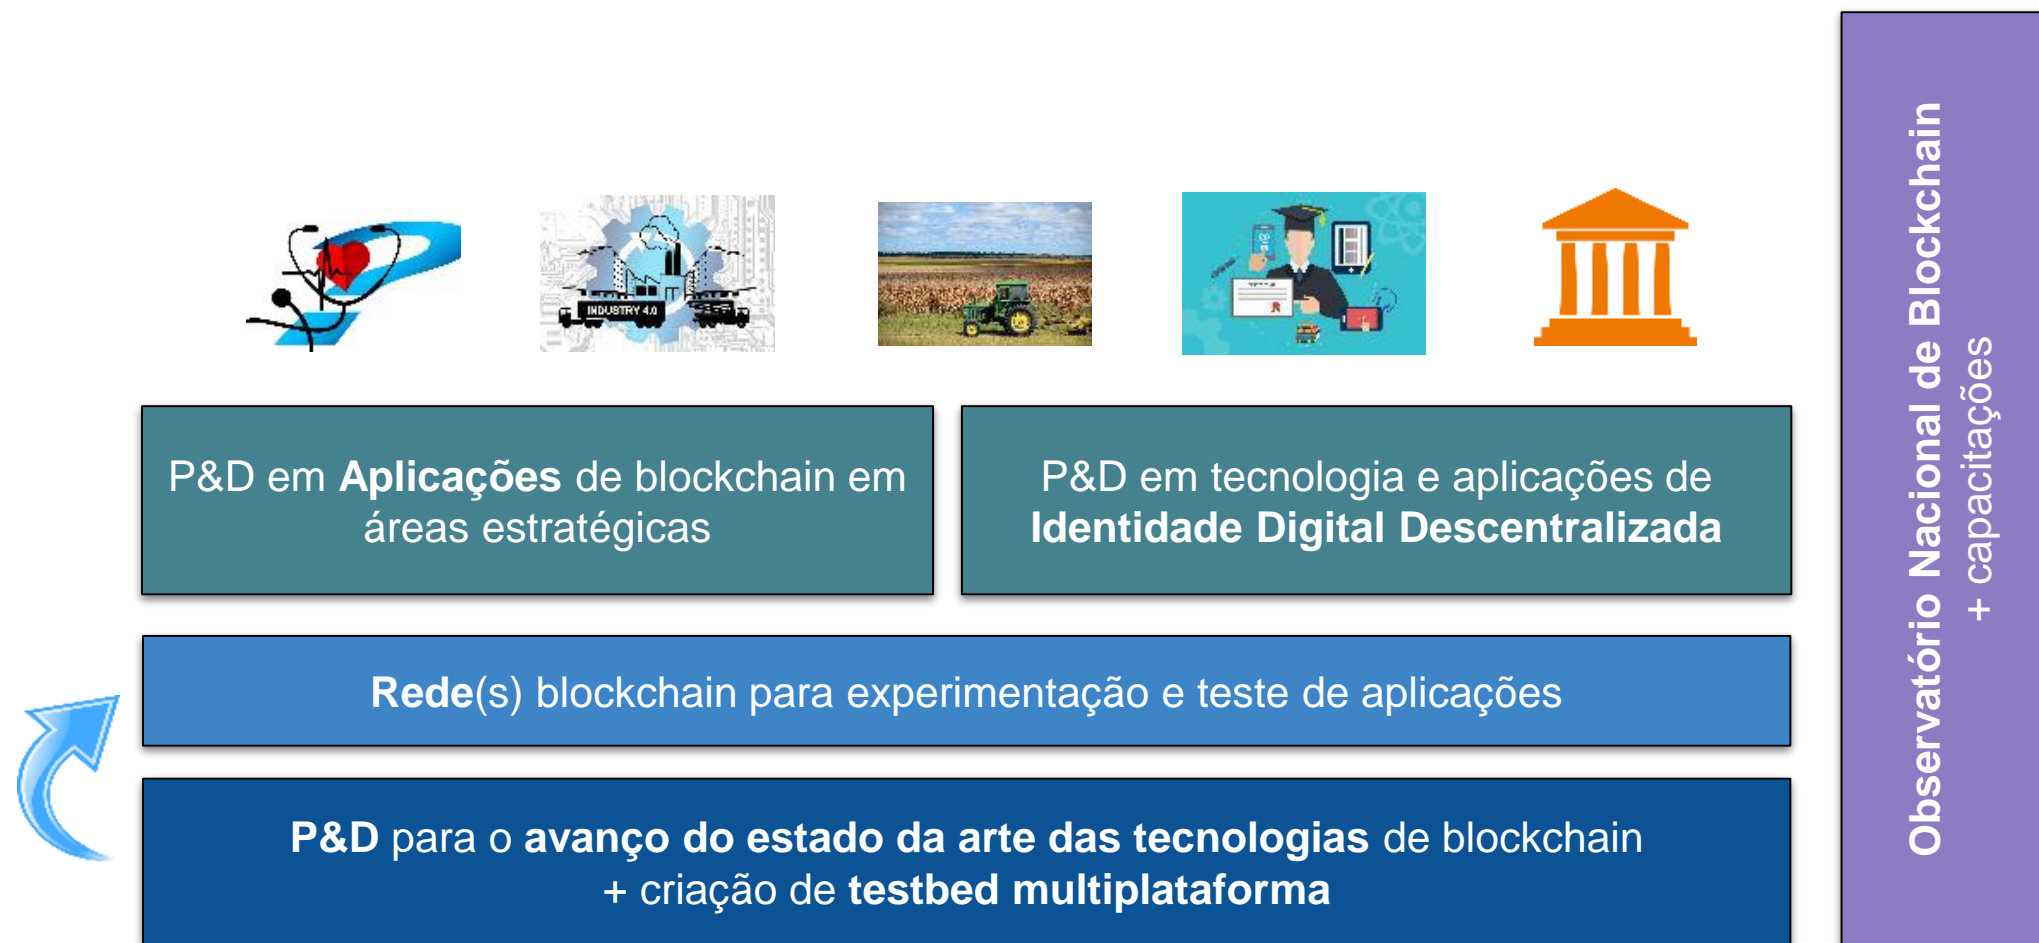 INDUSTRY 4.0
P&D em Aplicações de blockchain em
áreas estratégicas
P&D em tecnologia e aplicações de
Identidade Digital Descentralizada
Rede(s) blockchain para experimentação e teste de aplicações
P&D para o avanço do estado da arte das tecnologias de blockchain
+ criação de testbed multiplataforma
Observatório Nacional de Blockchain
+ capacitações